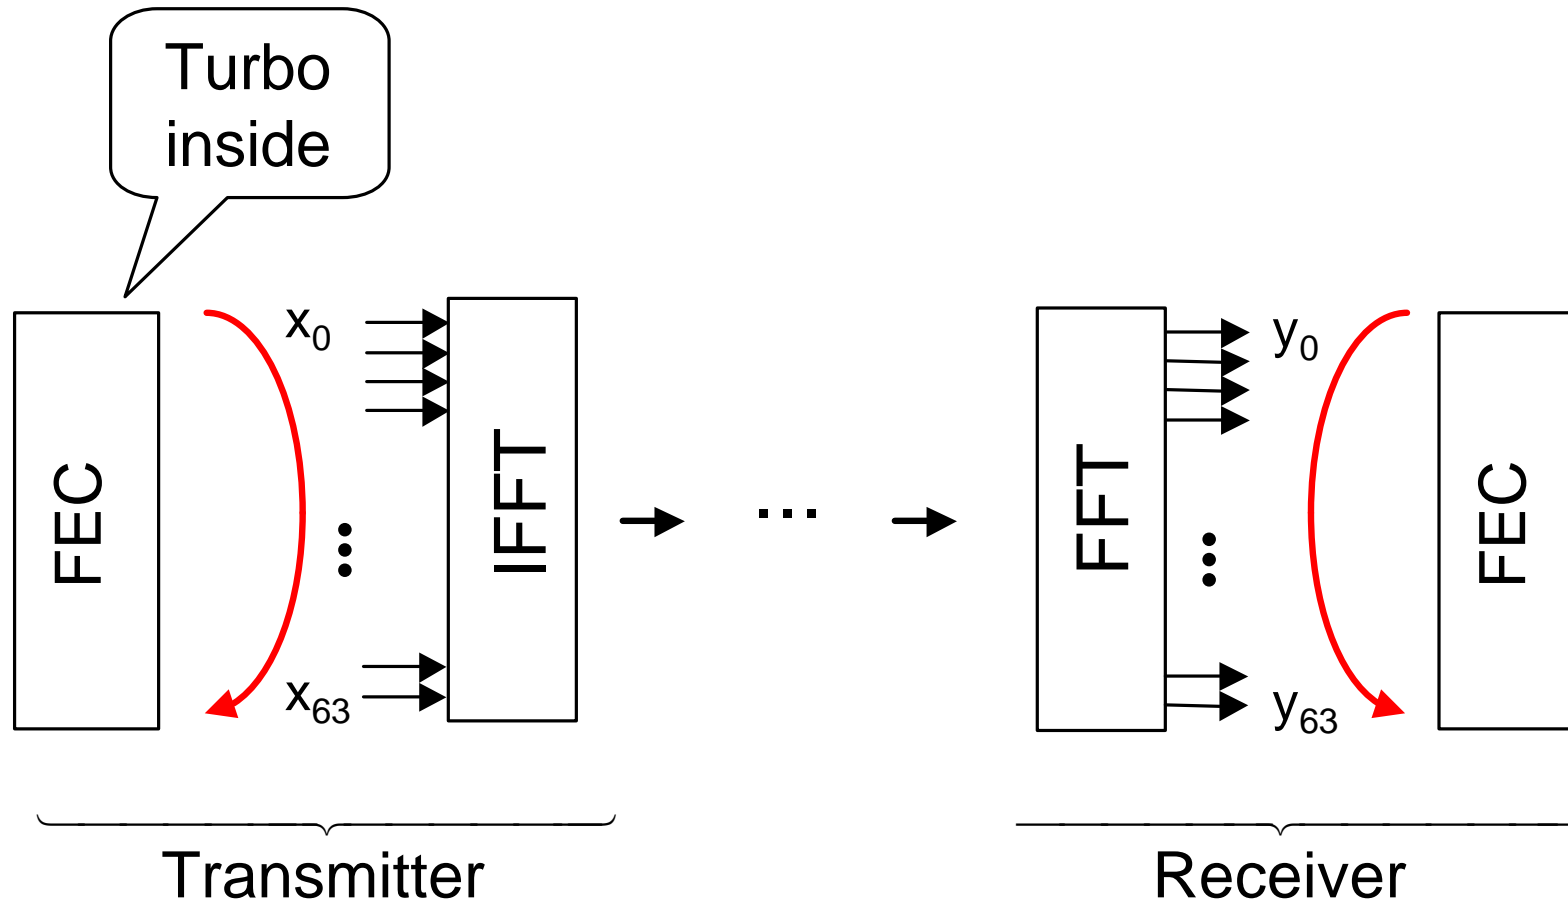 Turbo
inside
FEC
x0
x63
IFFT
...
FFT
y0
y63
FEC
Transmitter
Receiver